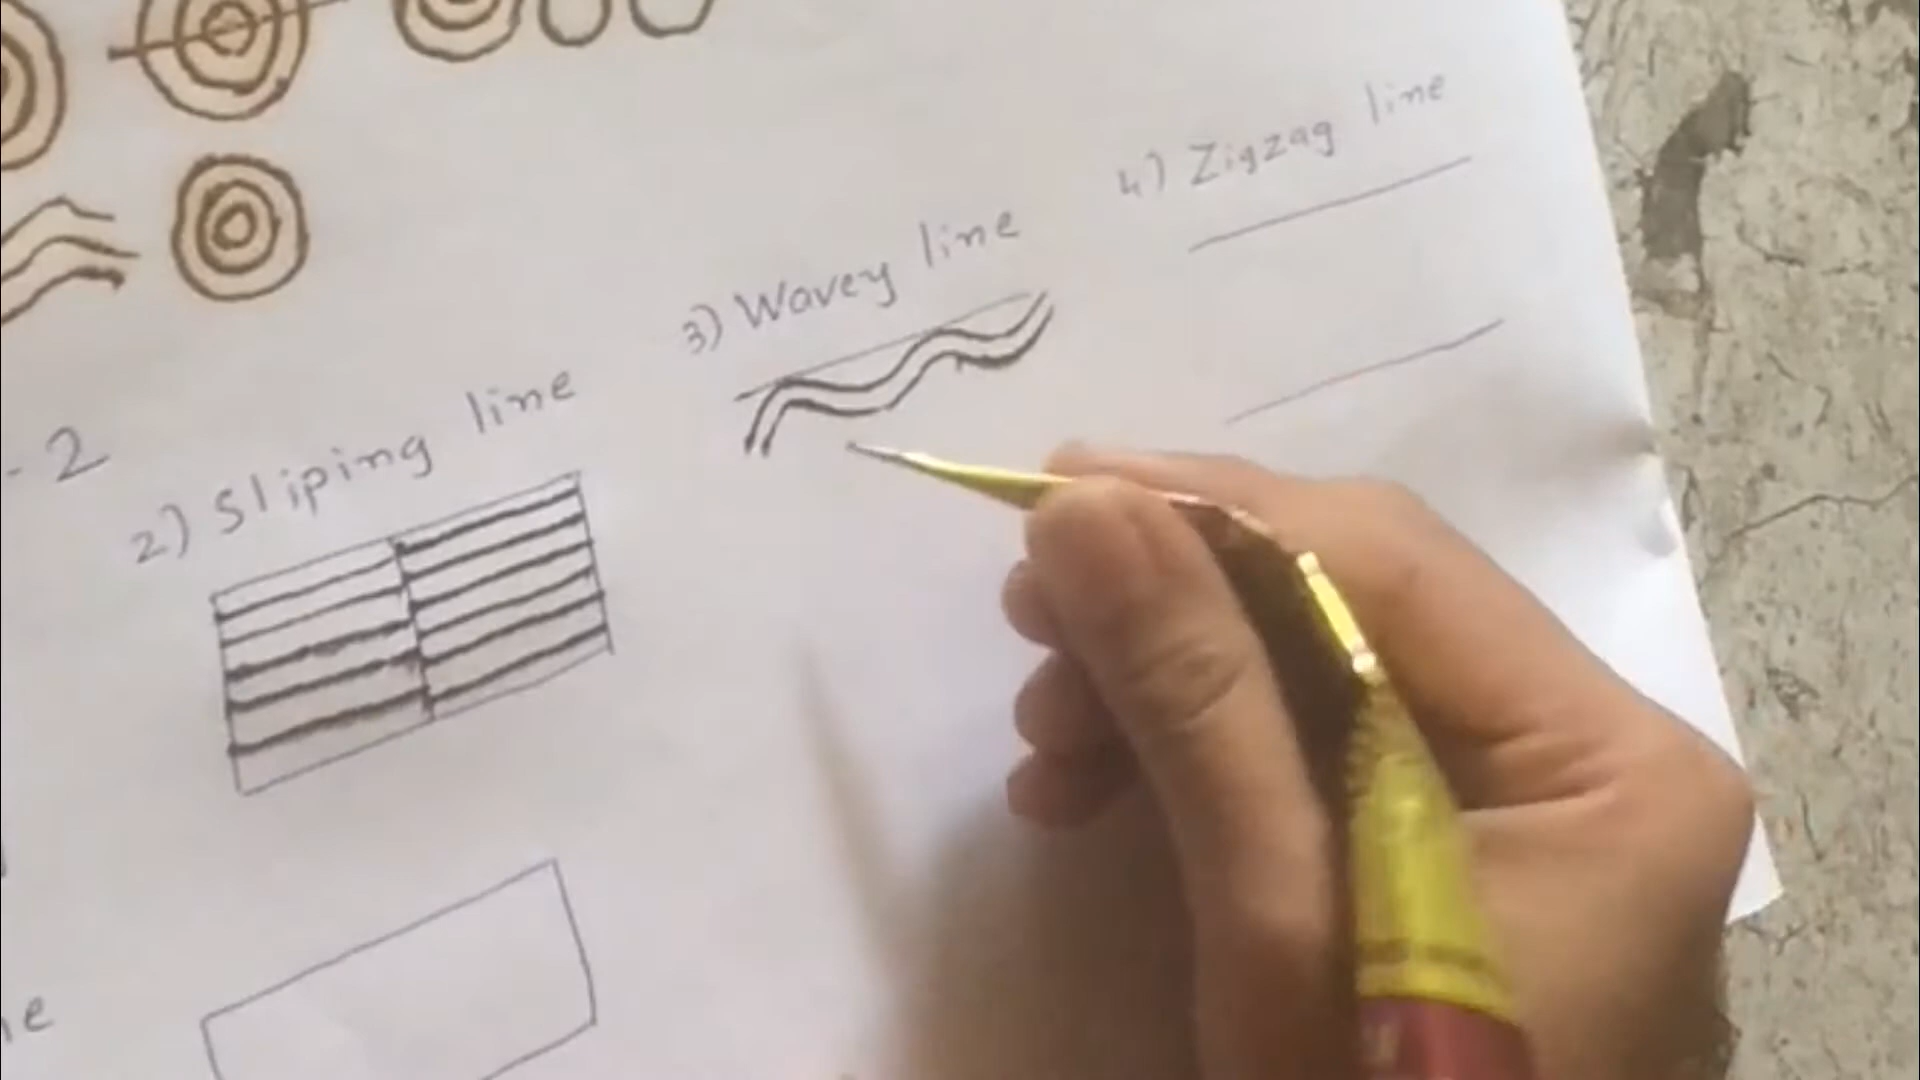 - 2
2) Sliping line
3) Wavey line
4) Zigzag line